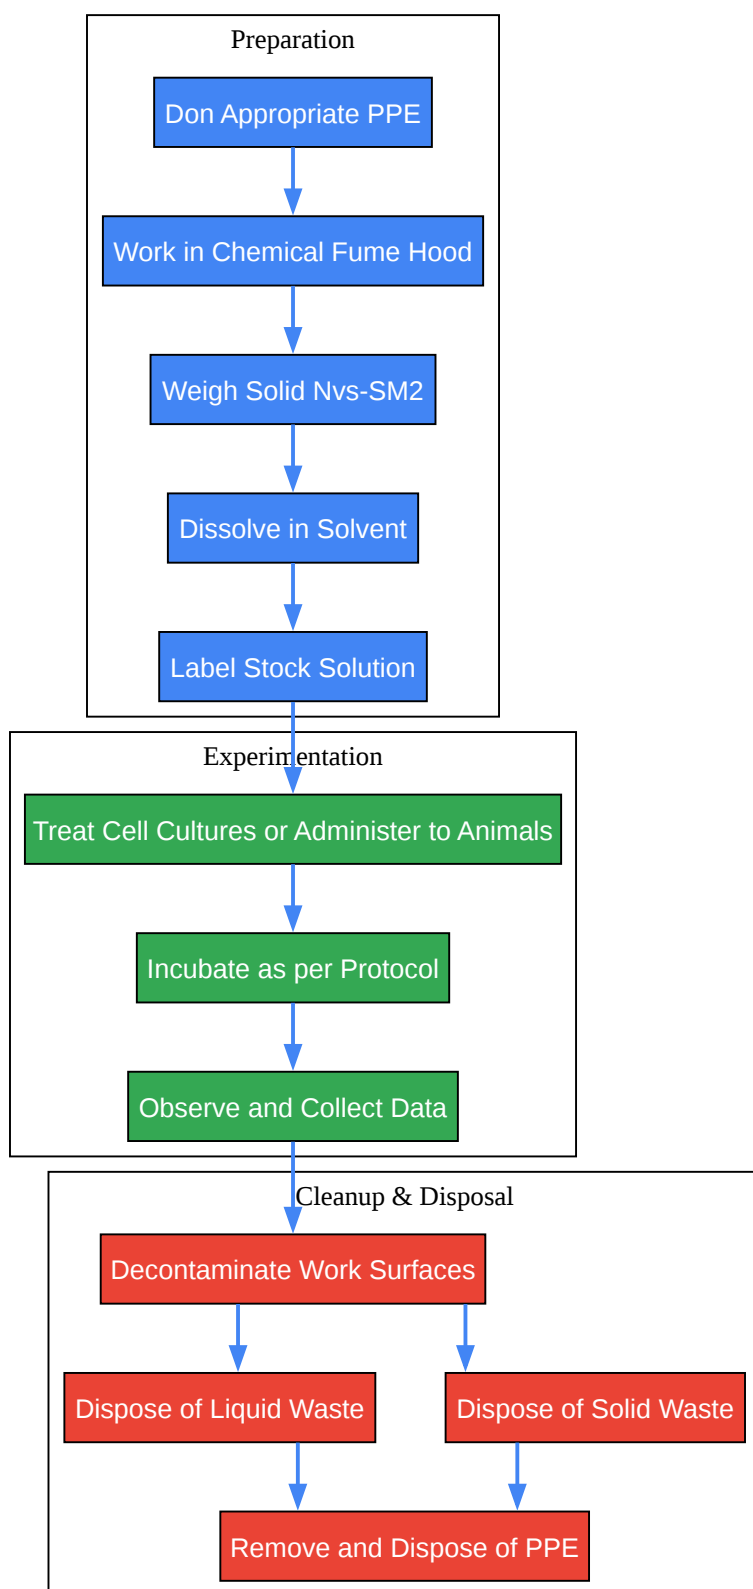 Preparation
Don Appropriate PPE
Work in Chemical Fume Hood
Weigh Solid Nvs-SM2
Dissolve in Solvent
Label Stock Solution
Experimentation
Treat Cell Cultures or Administer to Animals
Incubate as per Protocol
Observe and Collect Data
Cleanup & Disposal
Decontaminate Work Surfaces
Dispose of Liquid Waste
Dispose of Solid Waste
Remove and Dispose of PPE